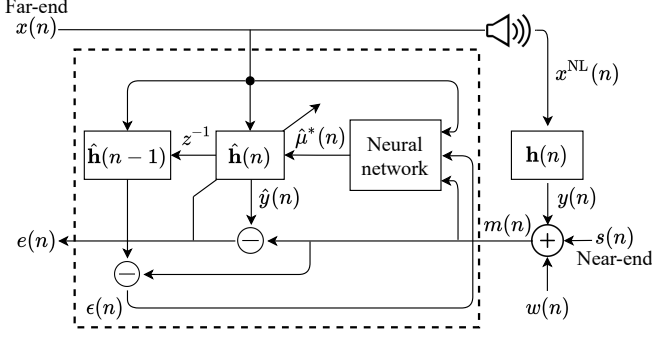 Far-end
x(n)
x^NL(n)
ĥ(n − 1)
z^−1
ĥ(n)
μ̂*(n)
Neural
network
h(n)
ŷ(n)
y(n)
e(n)
−
m(n)
+
s(n)
Near-end
−
ϵ(n)
w(n)